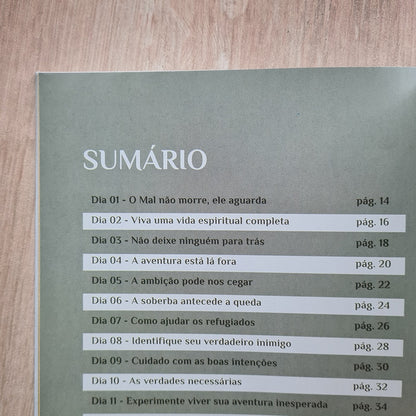 SUMÁRIO
Dia 01 - O Mal não morre, ele aguarda pág. 14
Dia 02 - Viva uma vida espiritual completa pág. 16
Dia 03 - Não deixe ninguém para trás pág. 18
Dia 04 - A aventura está lá fora pág. 20
Dia 05 - A ambição pode nos cegar pág. 22
Dia 06 - A soberba antecede a queda pág. 24
Dia 07 - Como ajudar os refugiados pág. 26
Dia 08 - Identifique seu verdadeiro inimigo pág. 28
Dia 09 - Cuidado com as boas intenções pág. 30
Dia 10 - As verdades necessárias pág. 32
Dia 11 - Experimente viver sua aventura inesperada pág. 34